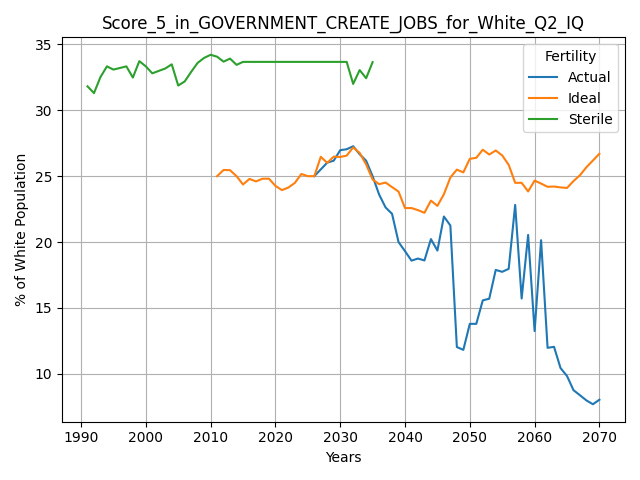 Score_5_in_GOVERNMENT_CREATE_JOBS_for_White_Q2_IQ
Fertility
Actual
Ideal
Sterile
% of White Population
35
30
25
20
15
10
1990 2000 2010 2020 2030 2040 2050 2060 2070
Years